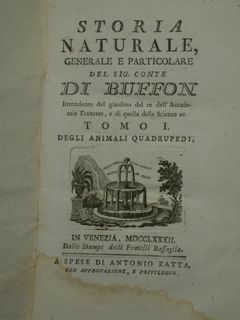 STORIA
NATURALE,
GENERALE E PARTICOLARE
DEL SIG. CONTE
DI BUFFON
Intendente del giardino del re dell' Accade-
mia Francese, e di quella delle Scienze ec.
TOMO I.
DEGLI ANIMALI QUADRUPEDI,
IN VENEZIA, MDCCLXXXII.
Dalle Stampe delli Fratelli Bassaglia.
A SPESE DI ANTONIO ZATTA,
CON APPROVAZIONE, E PRIVILEGIO.